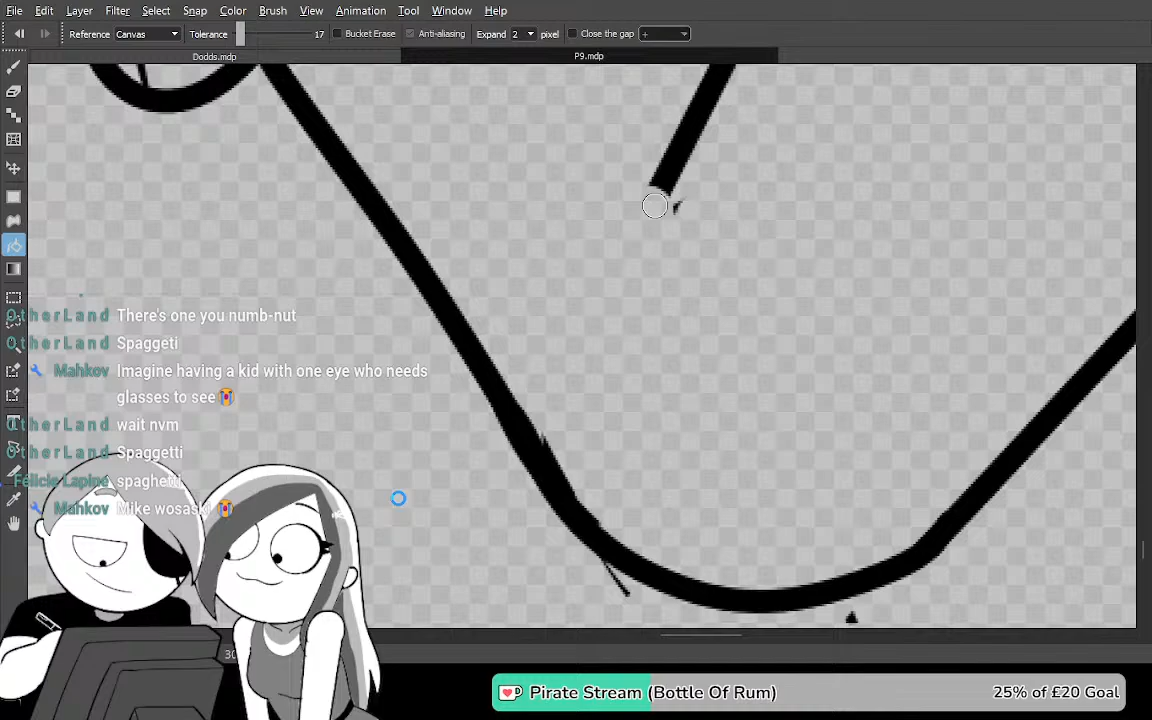 File Edit Layer Filter Select Snap Color Brush View Animation Tool Window Help
Reference Canvas Tolerance 17 Bucket Erase Anti-aliasing Expand 2 pixel Close the gap +
Dodds.mdp P9.mdp
OtherLand There's one you numb-nut
OtherLand Spaggeti
Mahkov Imagine having a kid with one eye who needs
glasses to see
OtherLand wait nvm
OtherLand Spaggetti
Félicie Lapine spaghetti
Mahkov Mike wosaski
30
Pirate Stream (Bottle Of Rum) 25% of £20 Goal